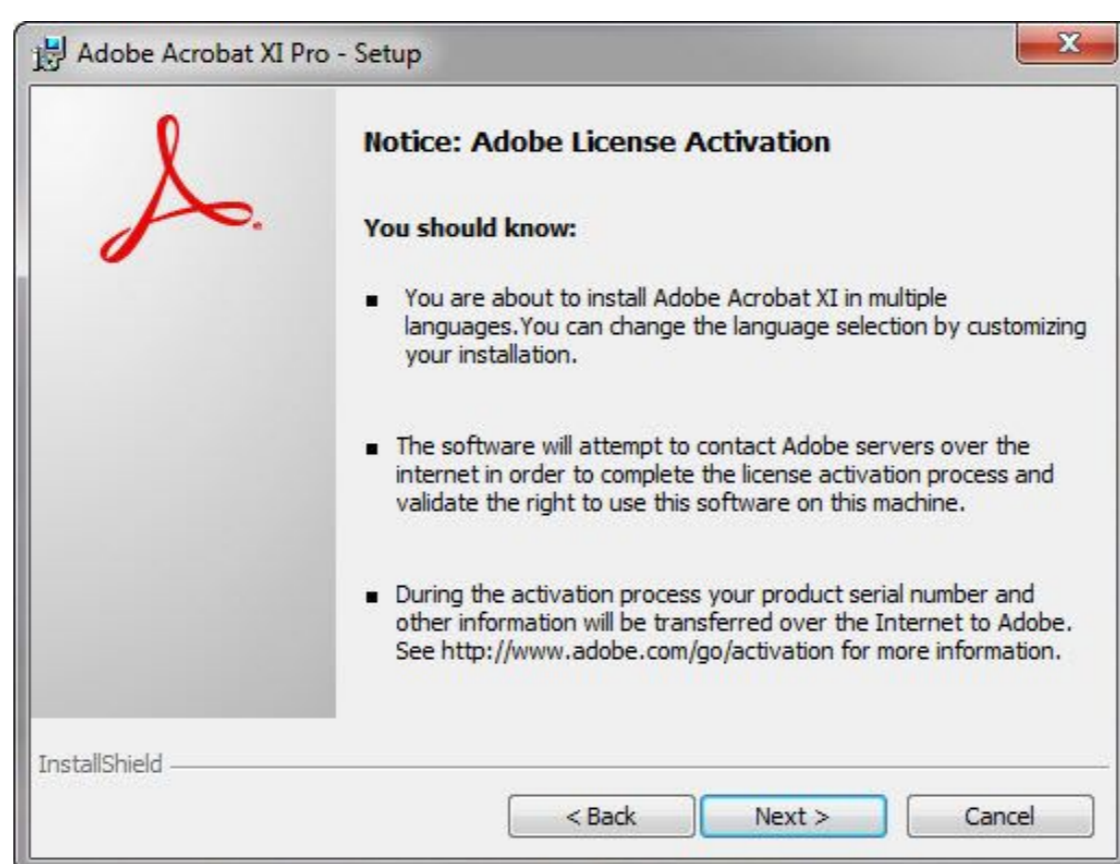 Adobe Acrobat XI Pro - Setup
Notice: Adobe License Activation
You should know:
▪ You are about to install Adobe Acrobat XI in multiple
languages.You can change the language selection by customizing
your installation.
▪ The software will attempt to contact Adobe servers over the
internet in order to complete the license activation process and
validate the right to use this software on this machine.
▪ During the activation process your product serial number and
other information will be transferred over the Internet to Adobe.
See http://www.adobe.com/go/activation for more information.
InstallShield
< Back Next > Cancel